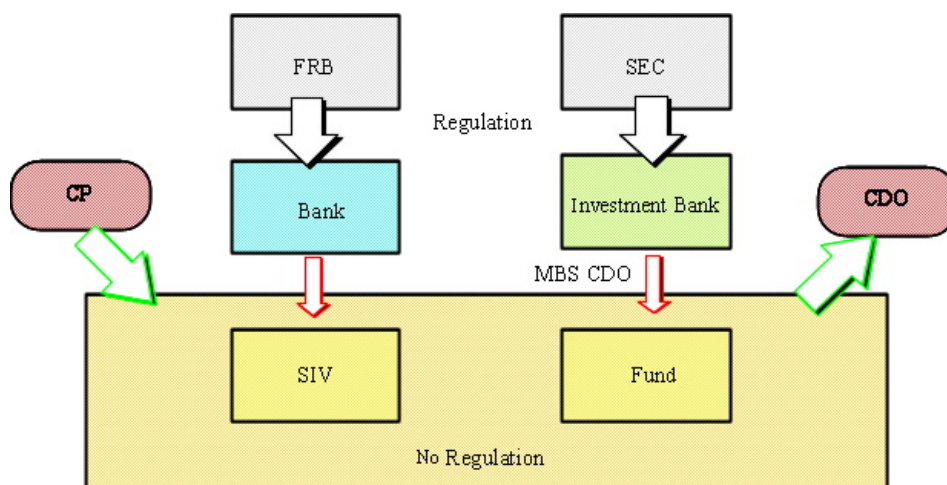 FRB
SEC
Regulation
CP
CDO
Bank
Investment Bank
MBS CDO
SIV
Fund
No Regulation